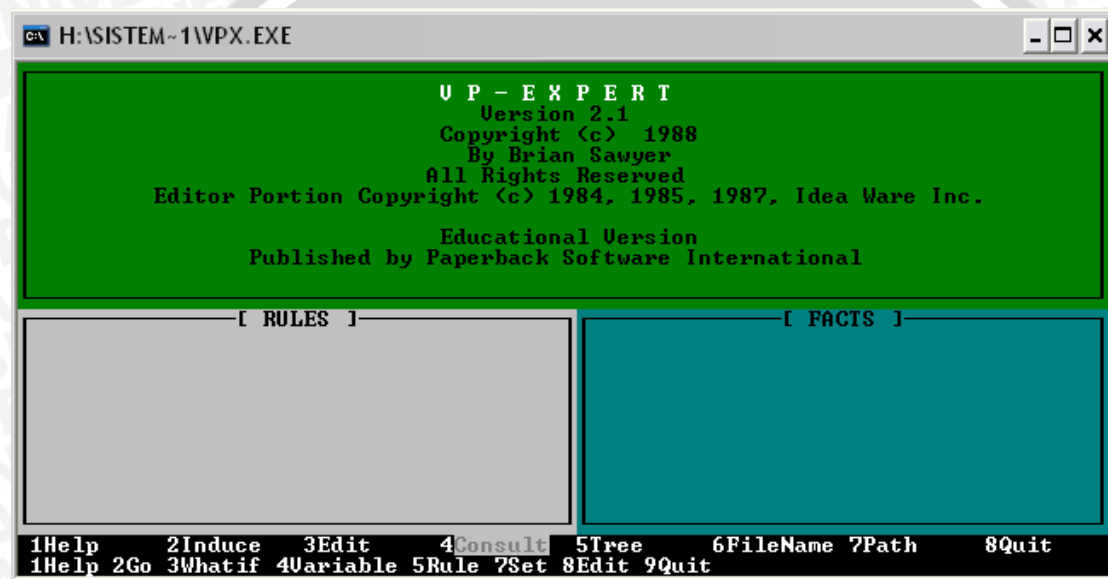 H:\SISTEM~1\VPX.EXE
VP-EXPERT
Version 2.1
Copyright (c) 1988
By Brian Sawyer
All Rights Reserved
Editor Portion Copyright (c) 1984, 1985, 1987, Idea Ware Inc.
Educational Version
Published by Paperback Software International
[ RULES ] [ FACTS ]
1Help 2Induce 3Edit 4Consult 5Tree 6FileName 7Path 8Quit
1Help 2Go 3Whatif 4Variable 5Rule 7Set 8Edit 9Quit